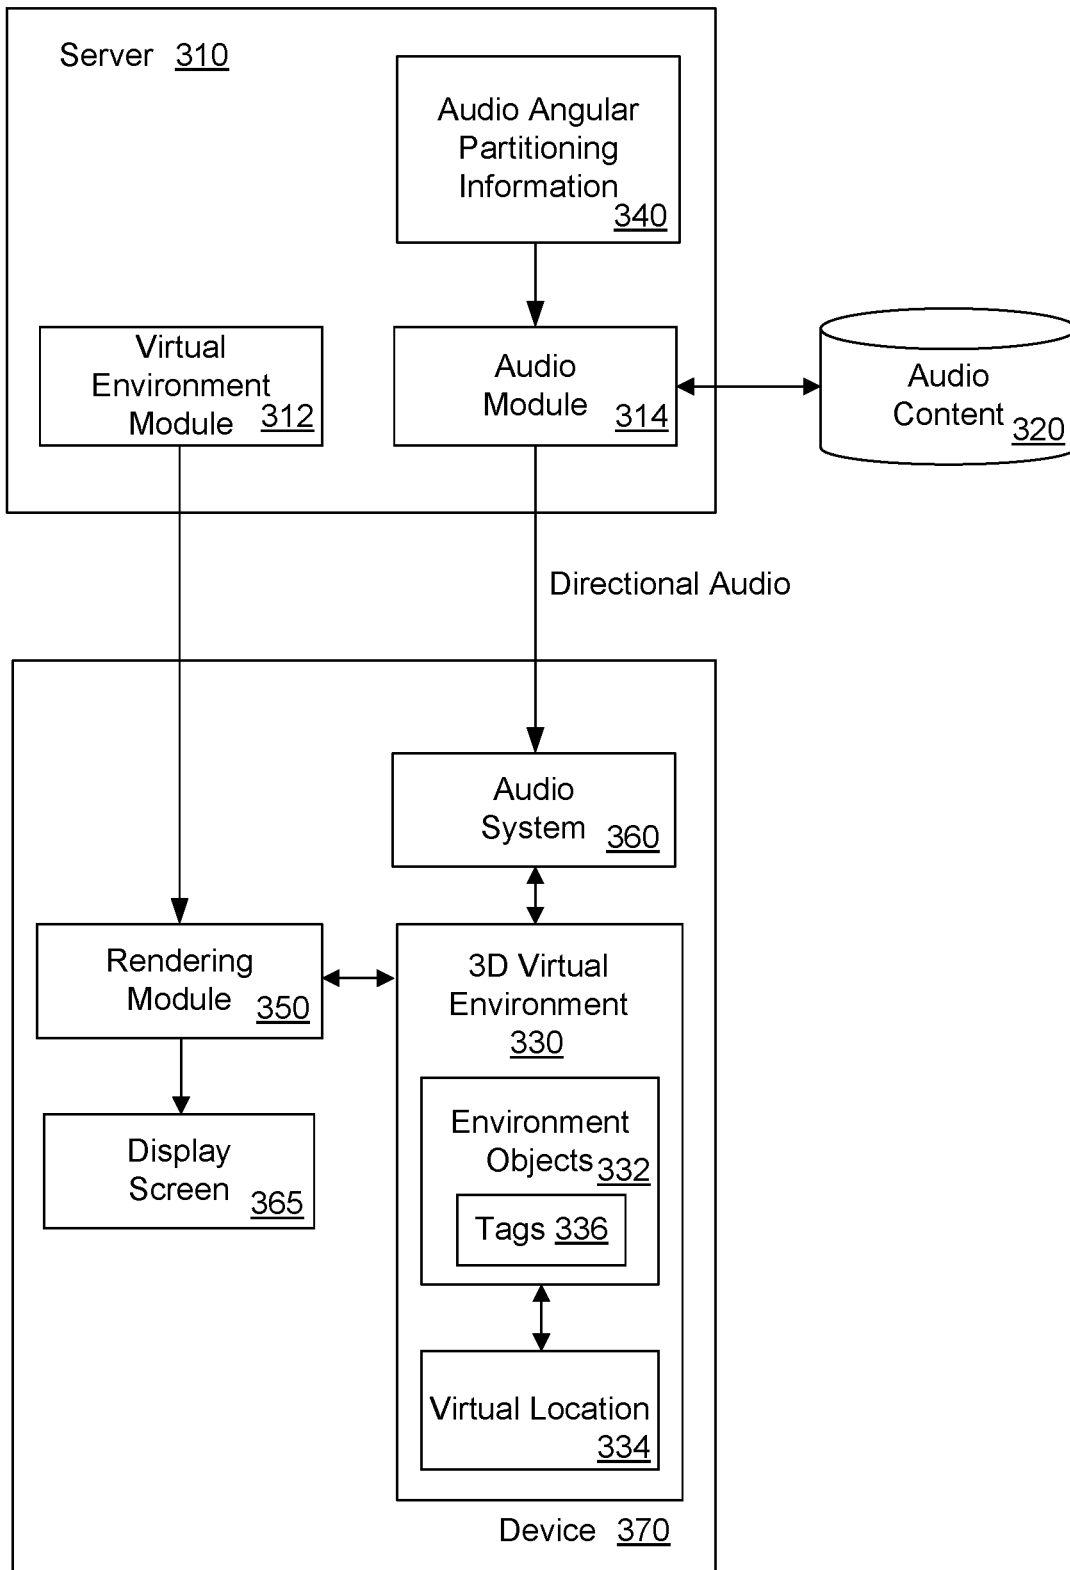 Server 310
Audio Angular
Partitioning
Information
340
Virtual
Environment
Module 312
Audio
Module 314
Audio
Content 320
Directional Audio
Audio
System 360
Rendering
Module 350
3D Virtual
Environment
330
Environment
Objects 332
Tags 336
Display
Screen 365
Virtual Location
334
Device 370